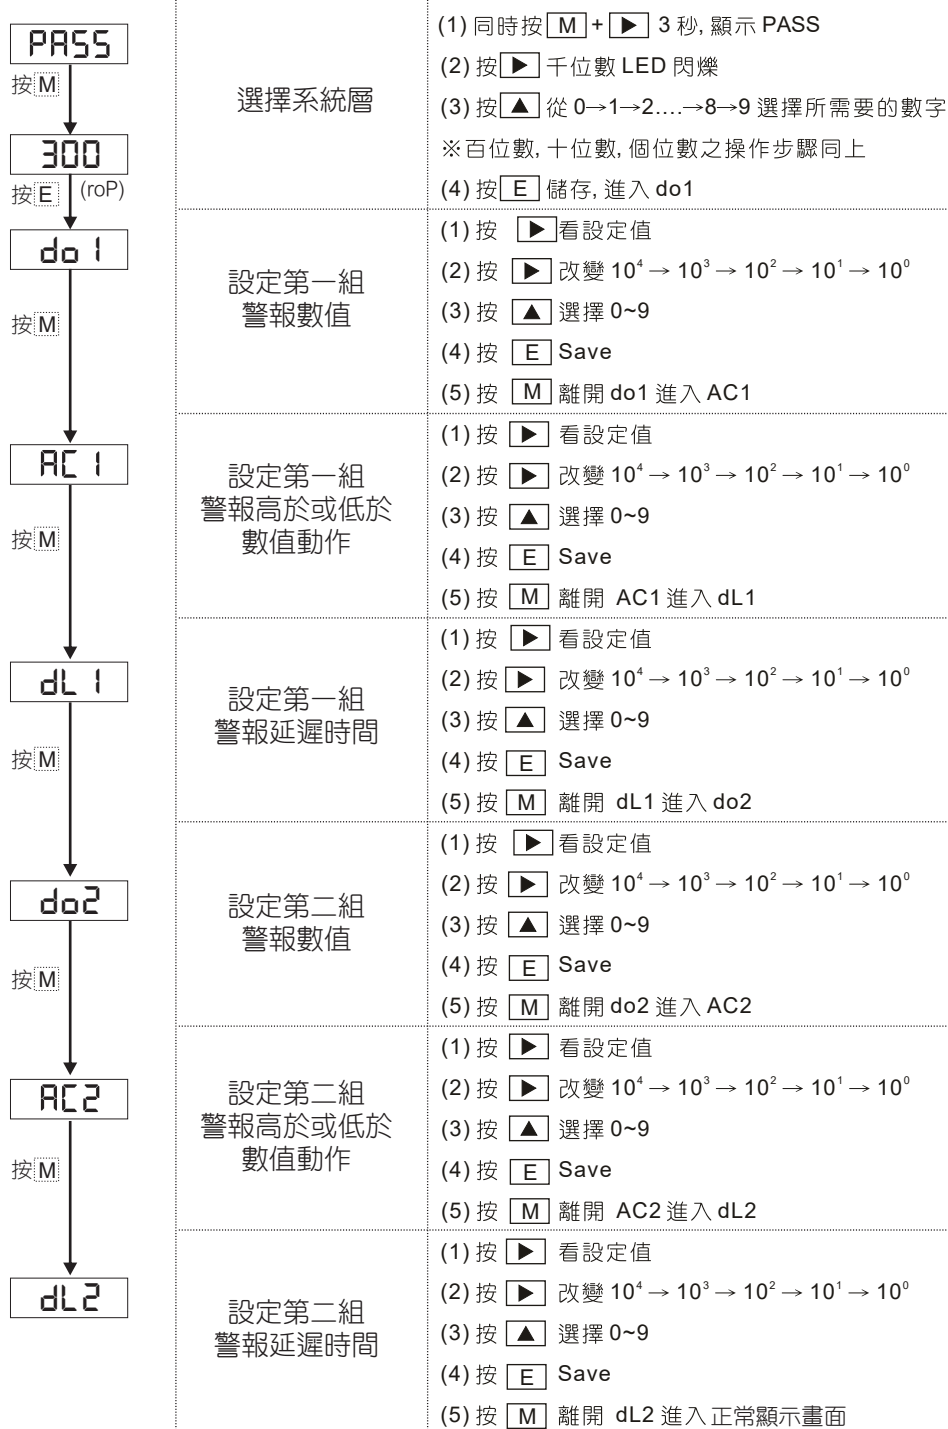 PASS
按 M
300
按 E (roP)
do 1
按 M
AC 1
按 M
dL 1
按 M
do2
按 M
AC2
按 M
dL2
選擇系統層
(1) 同時按 M + ▶ 3 秒, 顯示 PASS
(2) 按 ▶ 千位數 LED 閃爍
(3) 按 ▲ 從 0→1→2....→8→9 選擇所需要的數字
※百位數, 十位數, 個位數之操作步驟同上
(4) 按 E 儲存, 進入 do1
設定第一組
警報數值
(1) 按 ▶ 看設定值
(2) 按 ▶ 改變 10⁴ → 10³ → 10² → 10¹ → 10⁰
(3) 按 ▲ 選擇 0~9
(4) 按 E Save
(5) 按 M 離開 do1 進入 AC1
設定第一組
警報高於或低於
數值動作
(1) 按 ▶ 看設定值
(2) 按 ▶ 改變 10⁴ → 10³ → 10² → 10¹ → 10⁰
(3) 按 ▲ 選擇 0~9
(4) 按 E Save
(5) 按 M 離開 AC1 進入 dL1
設定第一組
警報延遲時間
(1) 按 ▶ 看設定值
(2) 按 ▶ 改變 10⁴ → 10³ → 10² → 10¹ → 10⁰
(3) 按 ▲ 選擇 0~9
(4) 按 E Save
(5) 按 M 離開 dL1 進入 do2
設定第二組
警報數值
(1) 按 ▶ 看設定值
(2) 按 ▶ 改變 10⁴ → 10³ → 10² → 10¹ → 10⁰
(3) 按 ▲ 選擇 0~9
(4) 按 E Save
(5) 按 M 離開 do2 進入 AC2
設定第二組
警報高於或低於
數值動作
(1) 按 ▶ 看設定值
(2) 按 ▶ 改變 10⁴ → 10³ → 10² → 10¹ → 10⁰
(3) 按 ▲ 選擇 0~9
(4) 按 E Save
(5) 按 M 離開 AC2 進入 dL2
設定第二組
警報延遲時間
(1) 按 ▶ 看設定值
(2) 按 ▶ 改變 10⁴ → 10³ → 10² → 10¹ → 10⁰
(3) 按 ▲ 選擇 0~9
(4) 按 E Save
(5) 按 M 離開 dL2 進入 正常顯示畫面